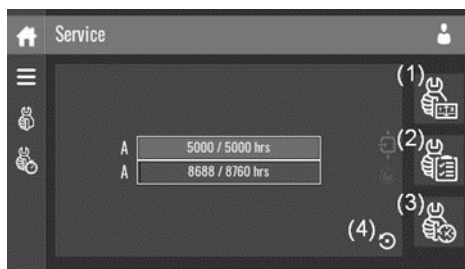 Service
(1)
(2)
A 5000 / 5000 hrs
A 8688 / 8760 hrs
(3)
(4)